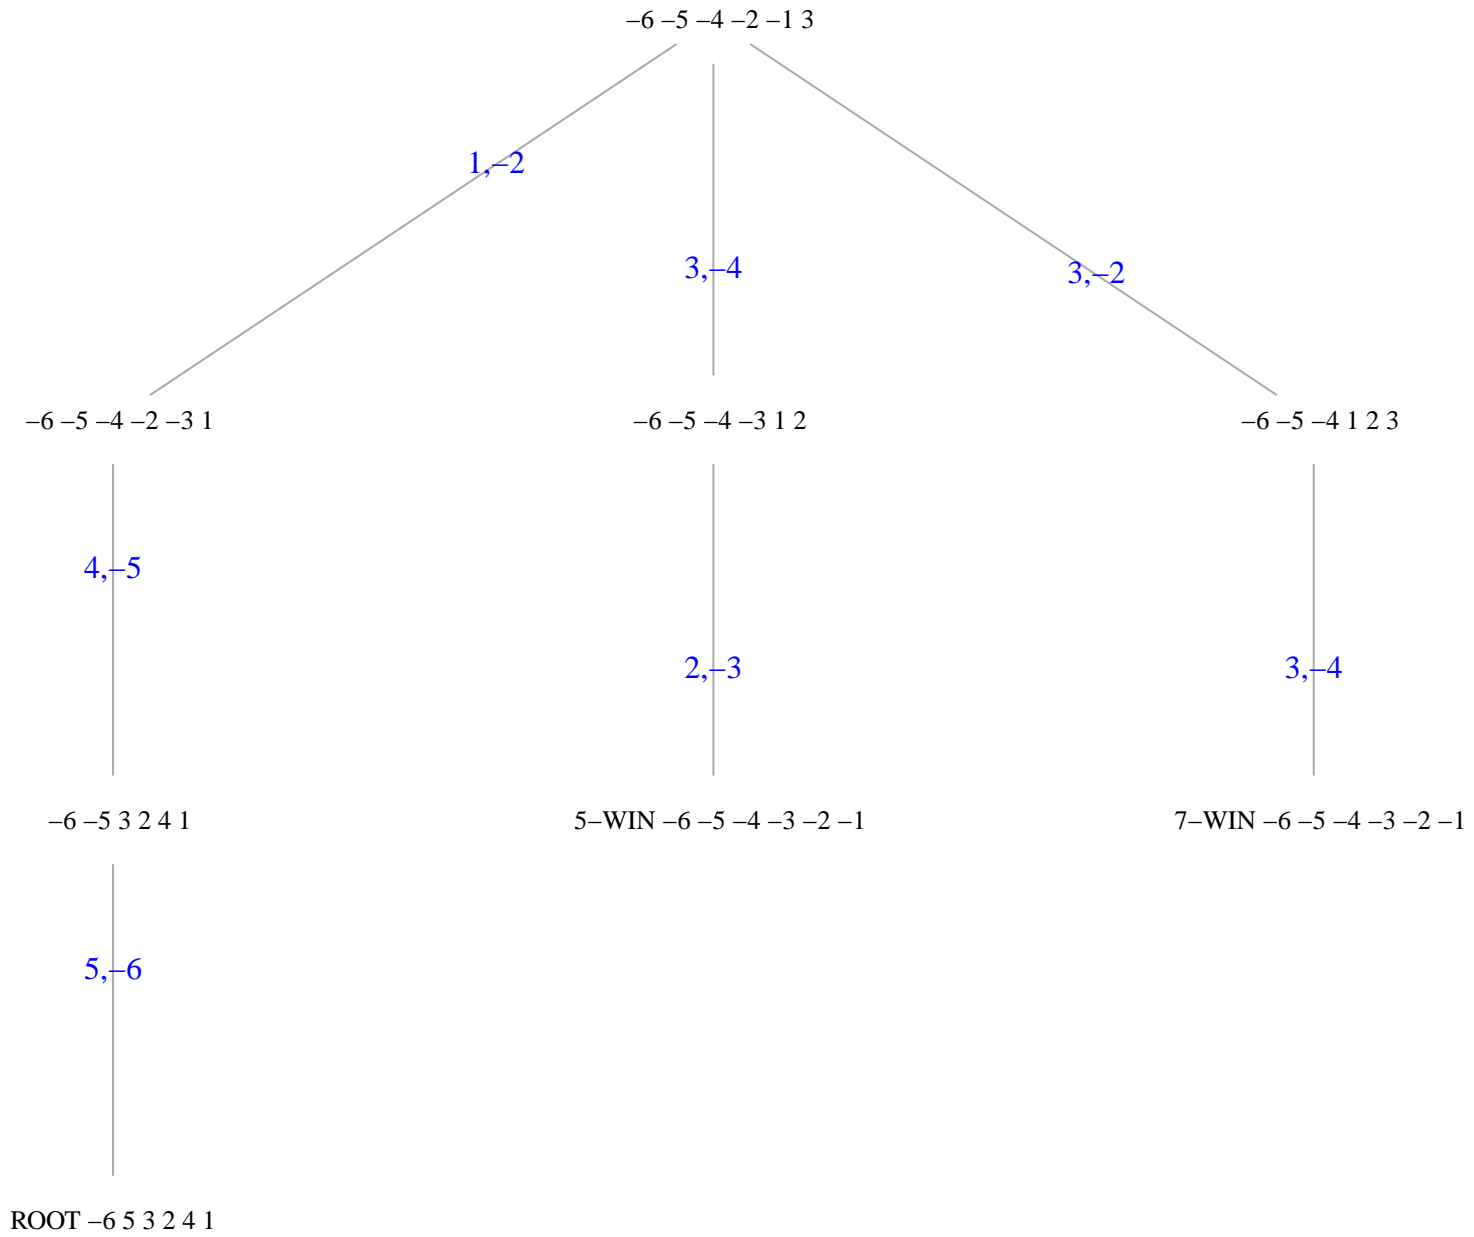 –6 –5 –4 –2 –1 3
1,–2
3,–4
3,–2
–6 –5 –4 –2 –3 1
–6 –5 –4 –3 1 2
–6 –5 –4 1 2 3
4,–5
2,–3
3,–4
–6 –5 3 2 4 1
5–WIN –6 –5 –4 –3 –2 –1
7–WIN –6 –5 –4 –3 –2 –1
5,–6
ROOT –6 5 3 2 4 1